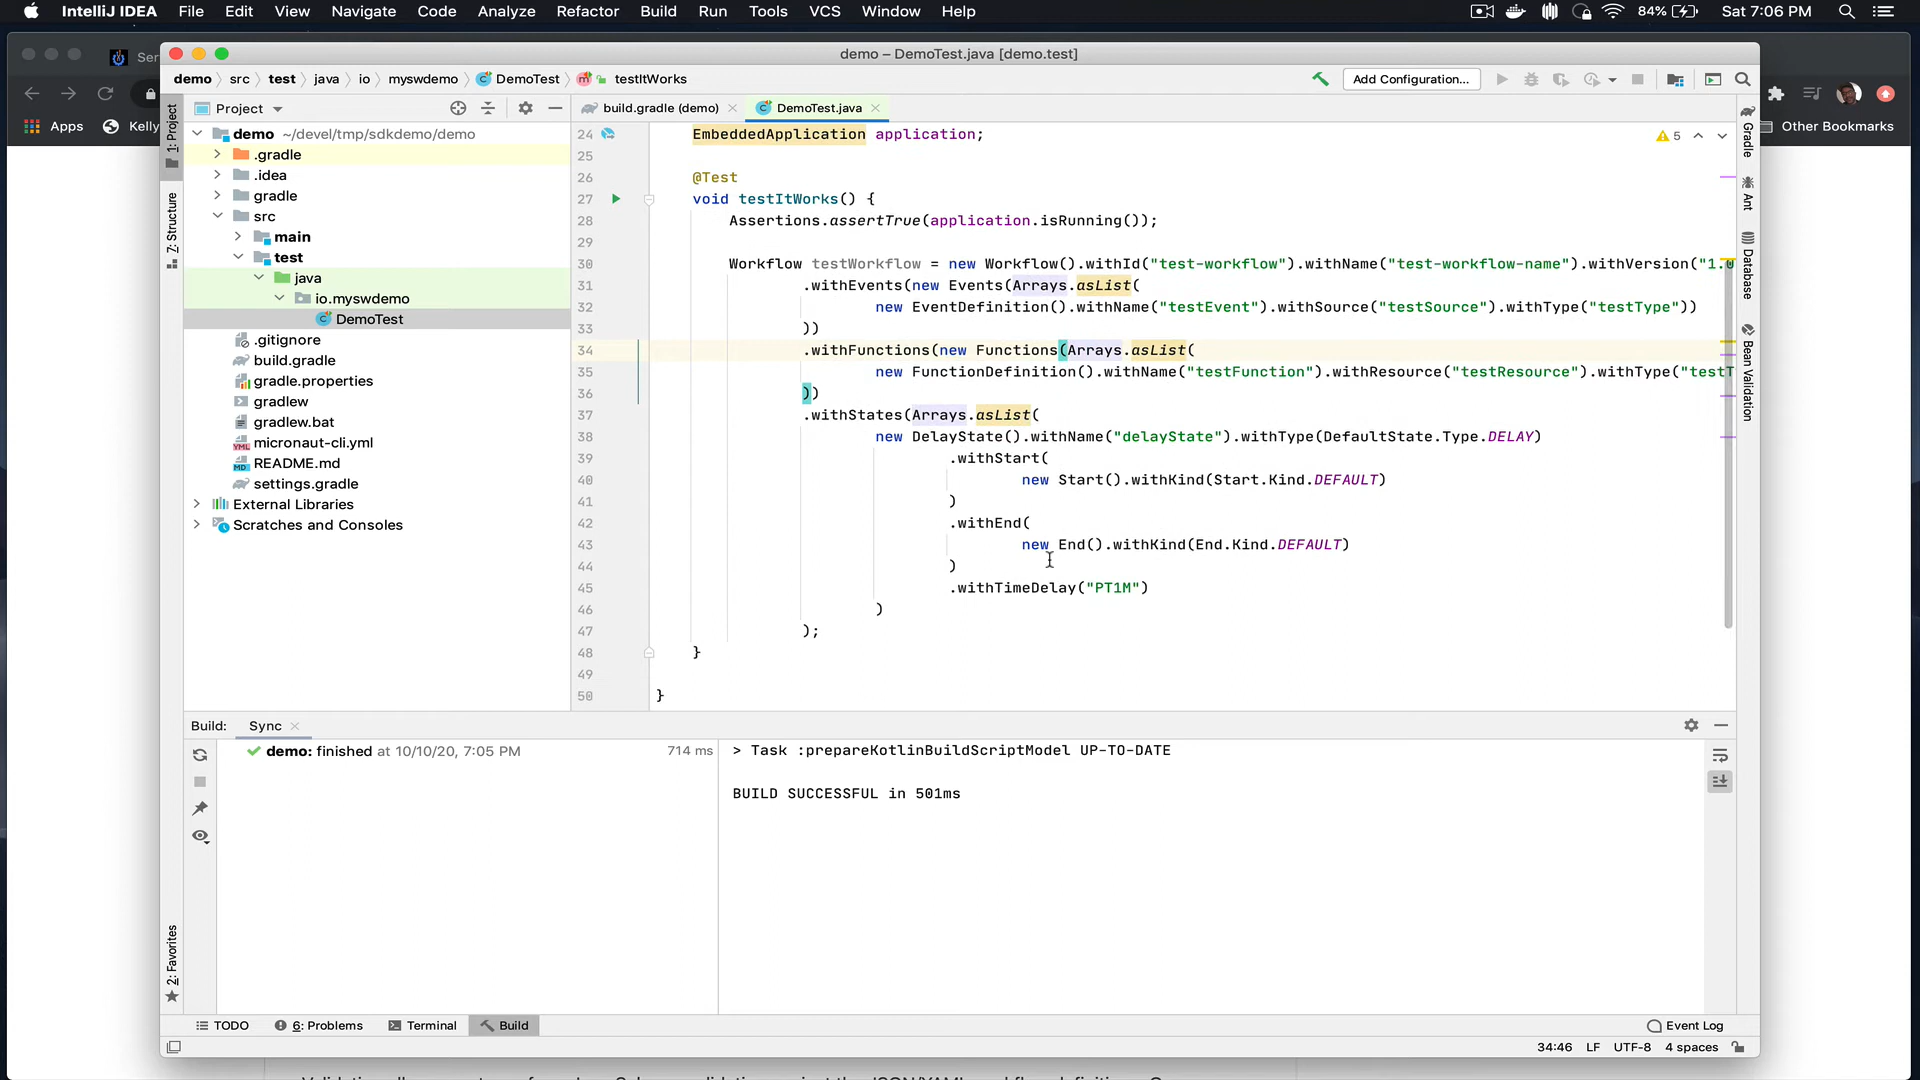 IntelliJ IDEA File Edit View Navigate Code Analyze Refactor Build Run Tools VCS Window Help 84% Sat 7:06 PM
demo – DemoTest.java [demo.test]
Ser
demo src test java io myswdemo DemoTest testItWorks Add Configuration...
Project build.gradle (demo) DemoTest.java
Apps Kelly Other Bookmarks
1: Project
7: Structure
2: Favorites
Gradle
Ant
Database
Bean Validation
demo ~/devel/tmp/sdkdemo/demo
.gradle
.idea
gradle
src
main
test
java
io.myswdemo
DemoTest
.gitignore
build.gradle
gradle.properties
gradlew
gradlew.bat
micronaut-cli.yml
README.md
settings.gradle
External Libraries
Scratches and Consoles
5
24 EmbeddedApplication application;
25
26 @Test
27 void testItWorks() {
28 Assertions.assertTrue(application.isRunning());
29
30 Workflow testWorkflow = new Workflow().withId("test-workflow").withName("test-workflow-name").withVersion("1.0
31 .withEvents(new Events(Arrays.asList(
32 new EventDefinition().withName("testEvent").withSource("testSource").withType("testType"))
33 ))
34 .withFunctions(new Functions(Arrays.asList(
35 new FunctionDefinition().withName("testFunction").withResource("testResource").withType("testT
36 ))
37 .withStates(Arrays.asList(
38 new DelayState().withName("delayState").withType(DefaultState.Type.DELAY)
39 .withStart(
40 new Start().withKind(Start.Kind.DEFAULT)
41 )
42 .withEnd(
43 new End().withKind(End.Kind.DEFAULT)
44 )
45 .withTimeDelay("PT1M")
46 )
47 );
48 }
49
50 }
Build: Sync
demo: finished at 10/10/20, 7:05 PM 714 ms
> Task :prepareKotlinBuildScriptModel UP-TO-DATE
BUILD SUCCESSFUL in 501ms
TODO 6: Problems Terminal Build Event Log
34:46 LF UTF-8 4 spaces